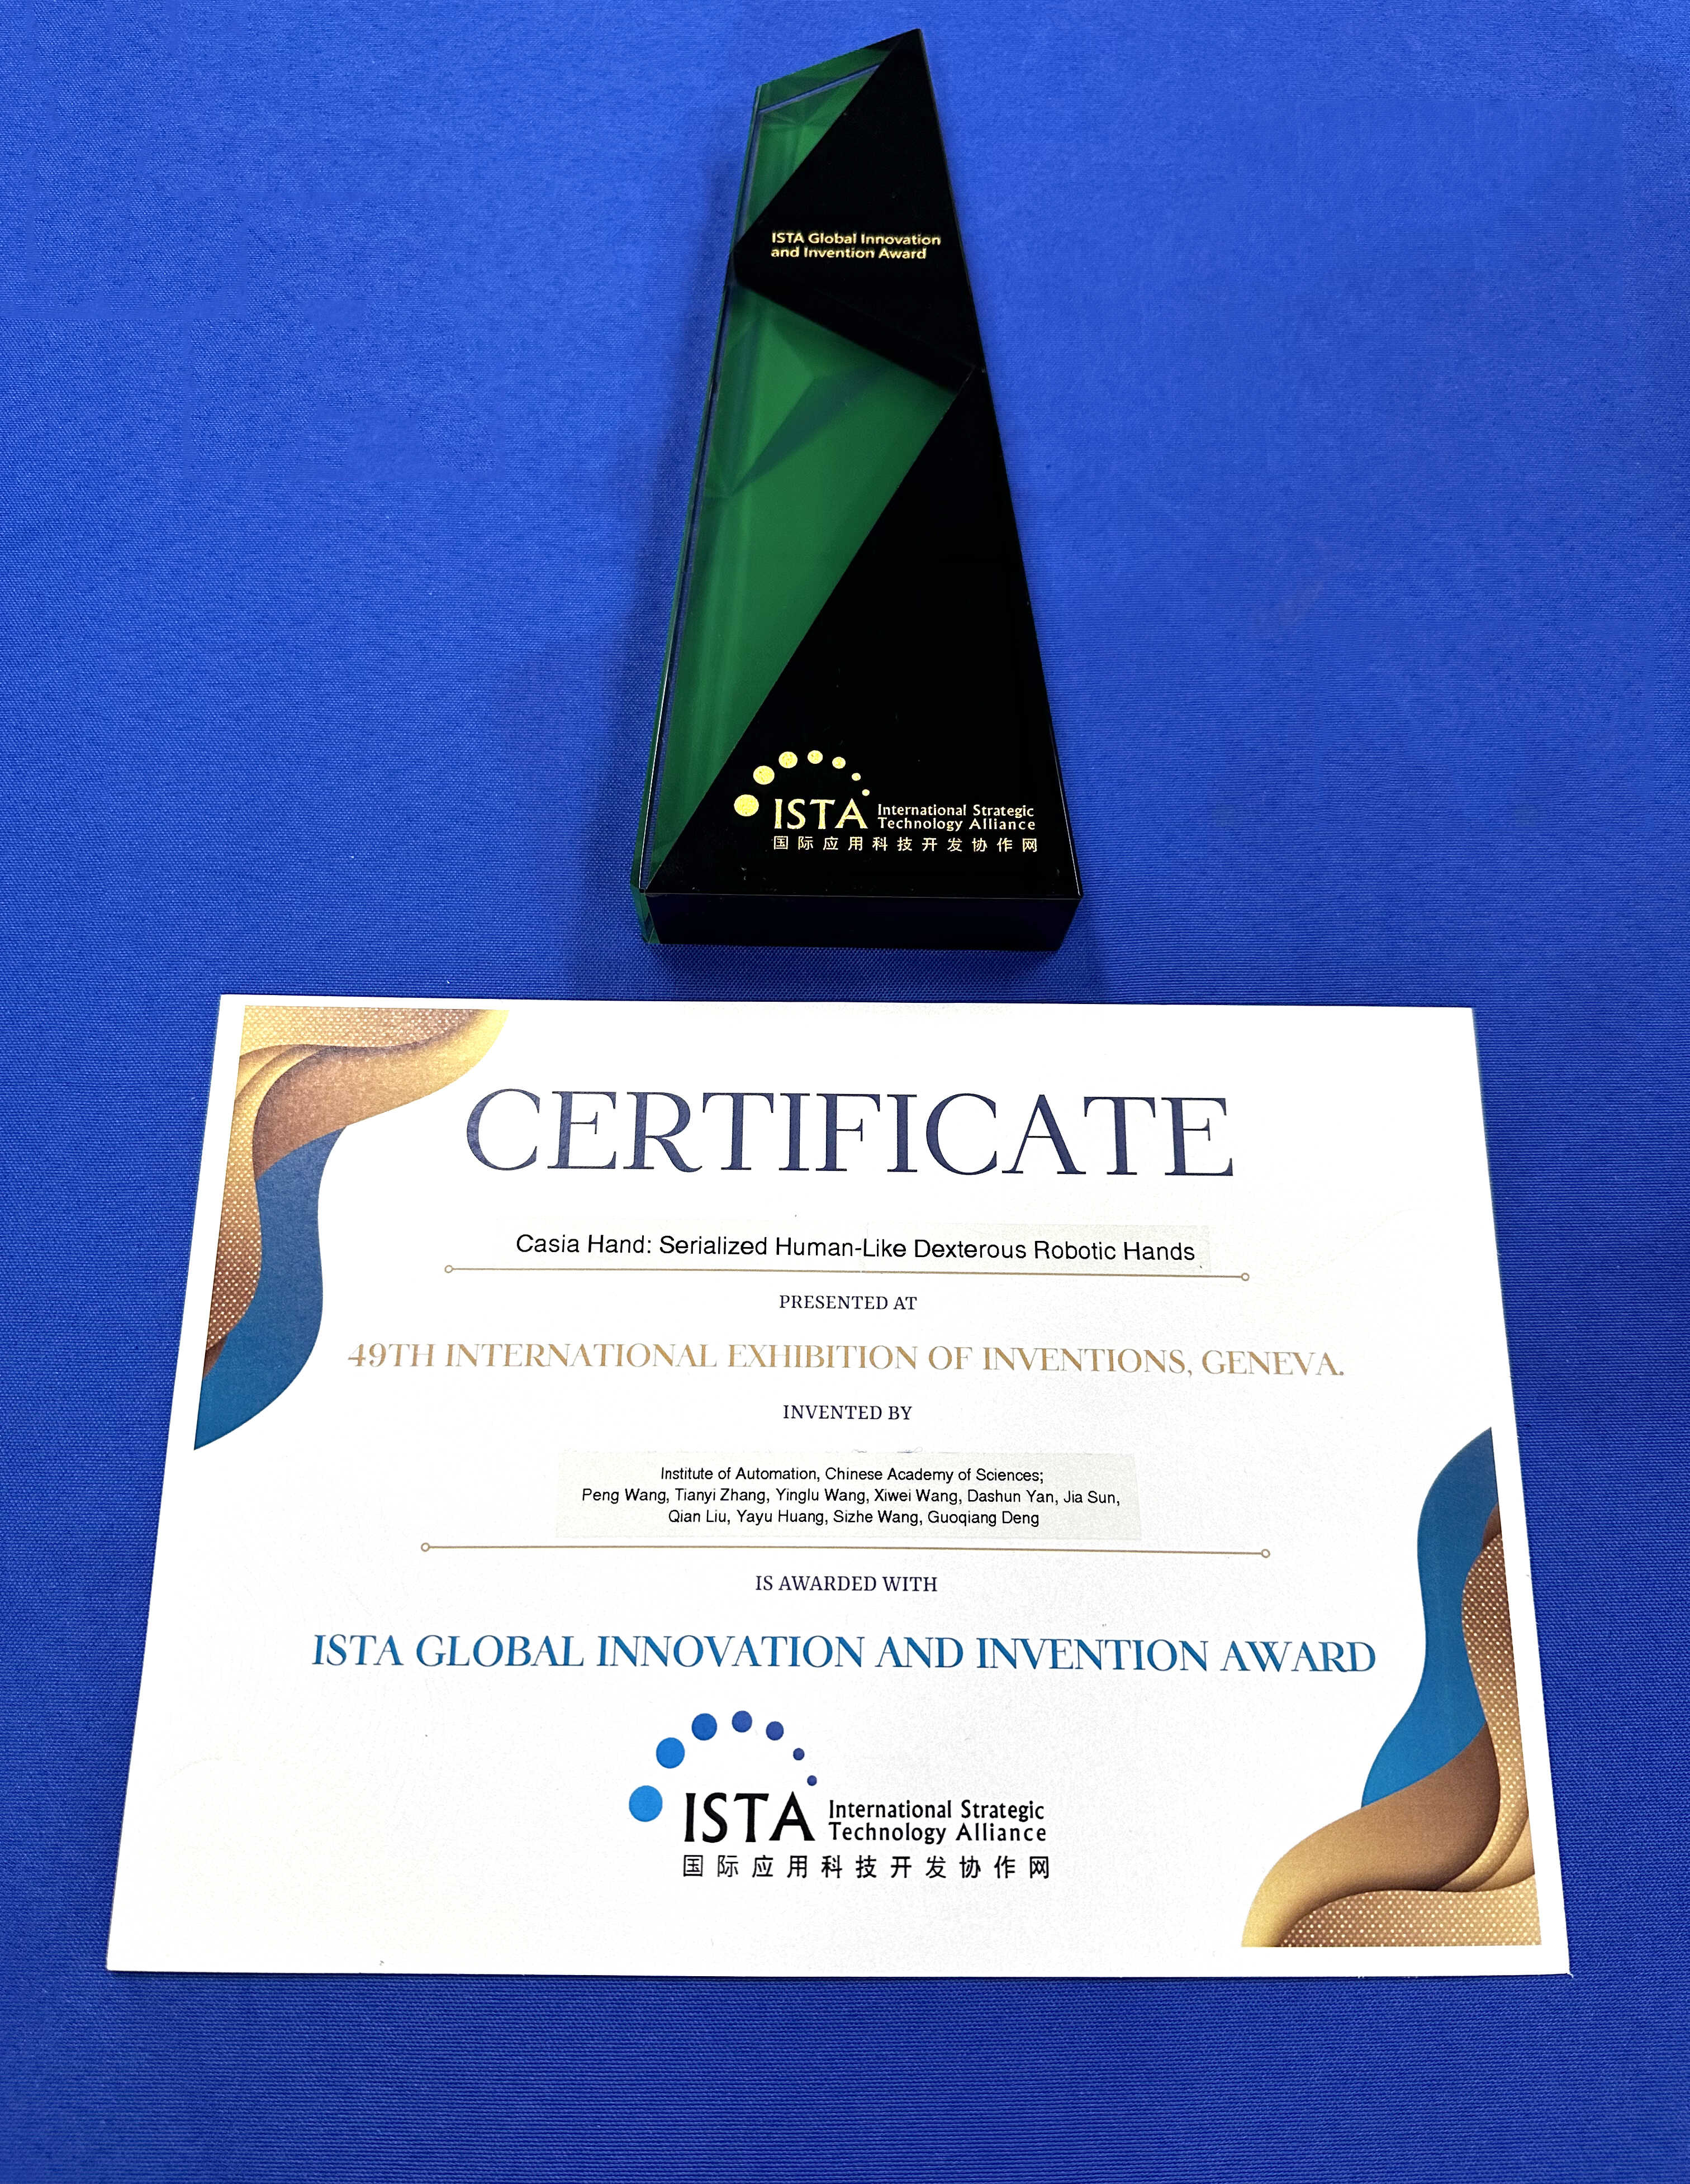 ISTA Global Innovation
and Invention Award
ISTA International Strategic
Technology Alliance
国际应用科技开发协作网
CERTIFICATE
Casia Hand: Serialized Human-Like Dexterous Robotic Hands
PRESENTED AT
49TH INTERNATIONAL EXHIBITION OF INVENTIONS, GENEVA.
INVENTED BY
Institute of Automation, Chinese Academy of Sciences;
Peng Wang, Tianyi Zhang, Yinglu Wang, Xiwei Wang, Dashun Yan, Jia Sun,
Qian Liu, Yayu Huang, Sizhe Wang, Guoqiang Deng
IS AWARDED WITH
ISTA GLOBAL INNOVATION AND INVENTION AWARD
ISTA International Strategic
Technology Alliance
国际应用科技开发协作网